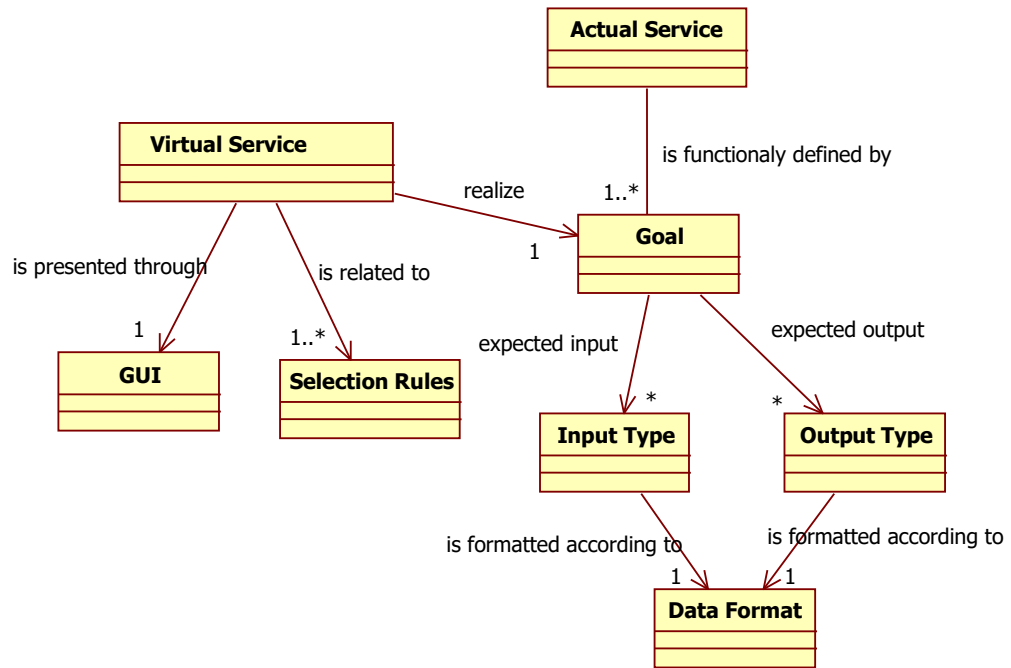 Actual Service
Virtual Service
is functionaly defined by
realize
1..*
Goal
1
is presented through
is related to
1
1..*
expected input
expected output
GUI
Selection Rules
*
*
Input Type
Output Type
is formatted according to
is formatted according to
1
1
Data Format